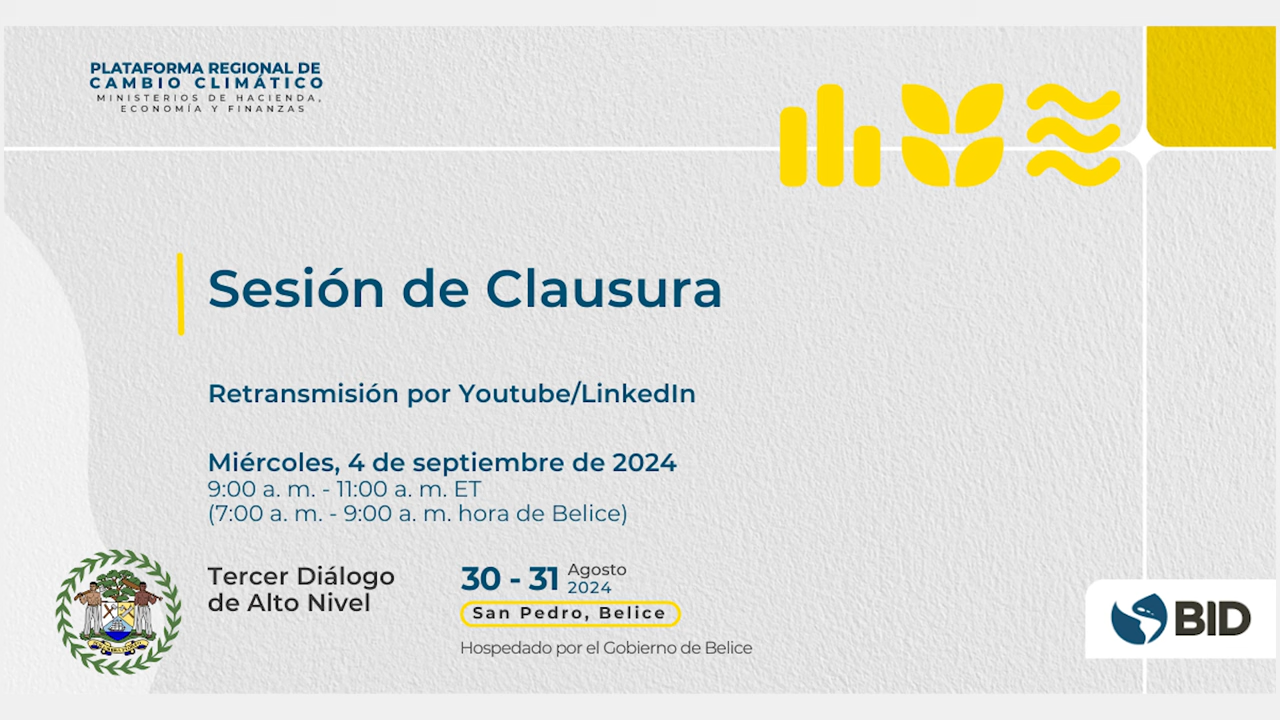 PLATAFORMA REGIONAL DE
CAMBIO CLIMÁTICO
MINISTERIOS DE HACIENDA,
ECONOMÍA Y FINANZAS
Sesión de Clausura
Retransmisión por Youtube/LinkedIn
Miércoles, 4 de septiembre de 2024
9:00 a. m. - 11:00 a. m. ET
(7:00 a. m. - 9:00 a. m. hora de Belice)
Tercer Diálogo
de Alto Nivel
30 - 31 Agosto
2024
San Pedro, Belice
Hospedado por el Gobierno de Belice
BID